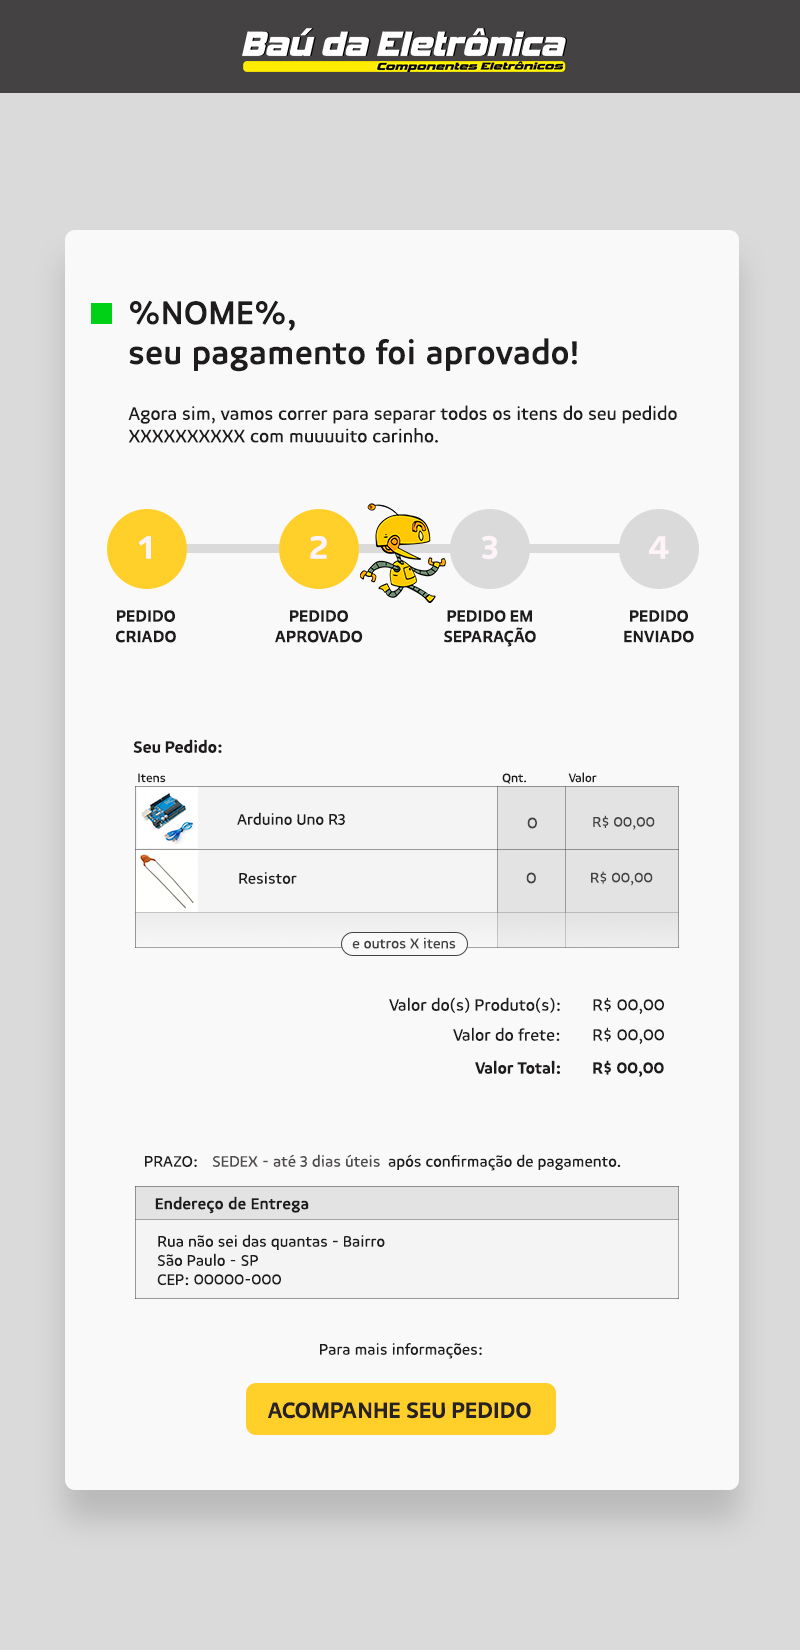 Baú da Eletrônica
Componentes Eletrônicos
%NOME%,
seu pagamento foi aprovado!
Agora sim, vamos correr para separar todos os itens do seu pedido
XXXXXXXXXX com muuuuito carinho.
1 2 3 4
PEDIDO CRIADO
PEDIDO APROVADO
PEDIDO EM SEPARAÇÃO
PEDIDO ENVIADO
Seu Pedido:
Itens Qnt. Valor
Arduino Uno R3 0 R$ 00,00
Resistor 0 R$ 00,00
e outros X itens
Valor do(s) Produto(s): R$ 00,00
Valor do frete: R$ 00,00
Valor Total: R$ 00,00
PRAZO: SEDEX - até 3 dias úteis após confirmação de pagamento.
Endereço de Entrega
Rua não sei das quantas - Bairro
São Paulo - SP
CEP: 00000-000
Para mais informações:
ACOMPANHE SEU PEDIDO